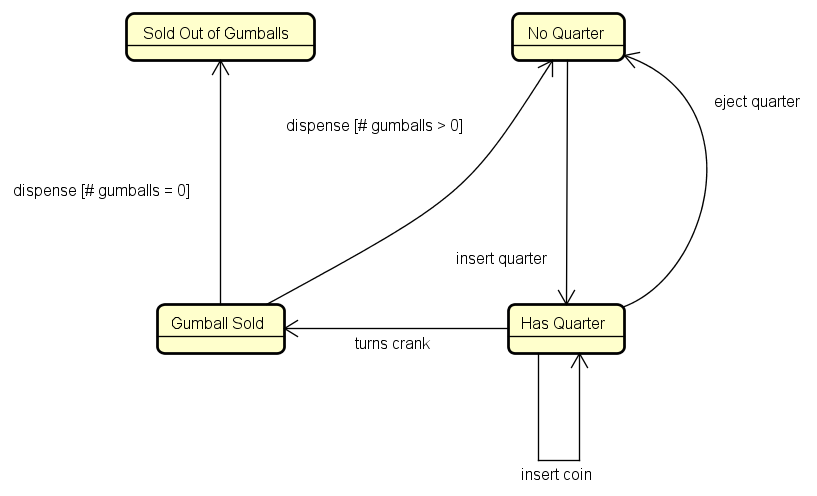 Sold Out of Gumballs
No Quarter
eject quarter
dispense [# gumballs > 0]
dispense [# gumballs = 0]
insert quarter
Gumball Sold
Has Quarter
turns crank
insert coin